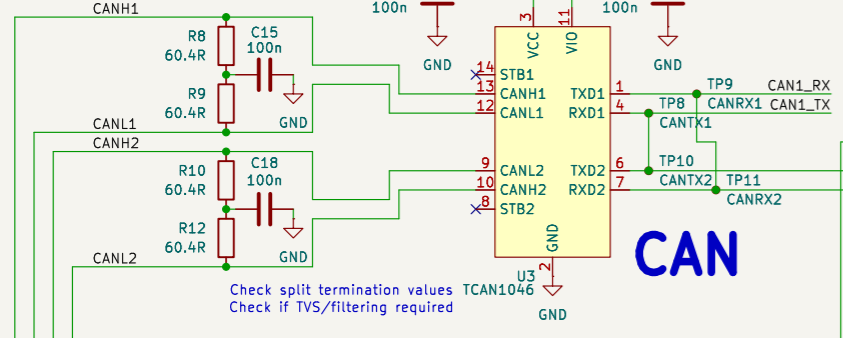 CANH1
100n
100n
R8
60.4R
C15
100n
3
VCC
11
VIO
GND
GND
14
STB1
13
CANH1
TXD1
1
TP9
CAN1_RX
R9
60.4R
12
CANL1
RXD1
4
TP8
CANRX1
CAN1_TX
GND
CANTX1
CANL1
CANH2
R10
60.4R
C18
100n
9
CANL2
TXD2
6
TP10
10
CANH2
RXD2
7
CANTX2
TP11
8
STB2
CANRX2
R12
60.4R
GND
GND
CAN
CANL2
2
U3
TCAN1046
Check split termination values
Check if TVS/filtering required
GND